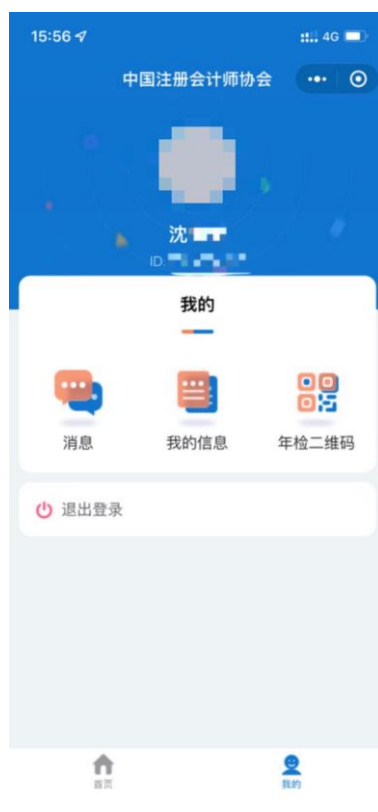 15:56
4G
中国注册会计师协会
沈
ID:
我的
消息 我的信息 年检二维码
退出登录
首页 我的